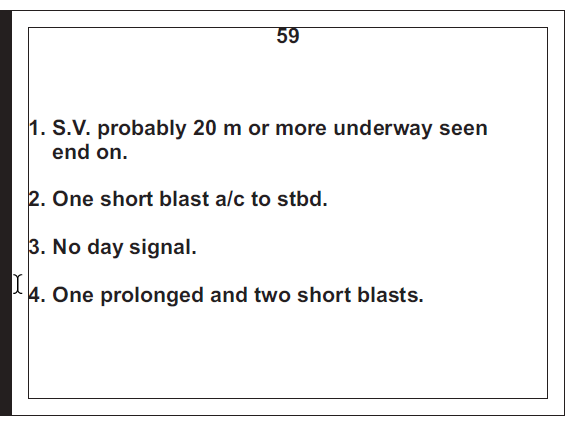 59
1. S.V. probably 20 m or more underway seen
end on.
2. One short blast a/c to stbd.
3. No day signal.
4. One prolonged and two short blasts.